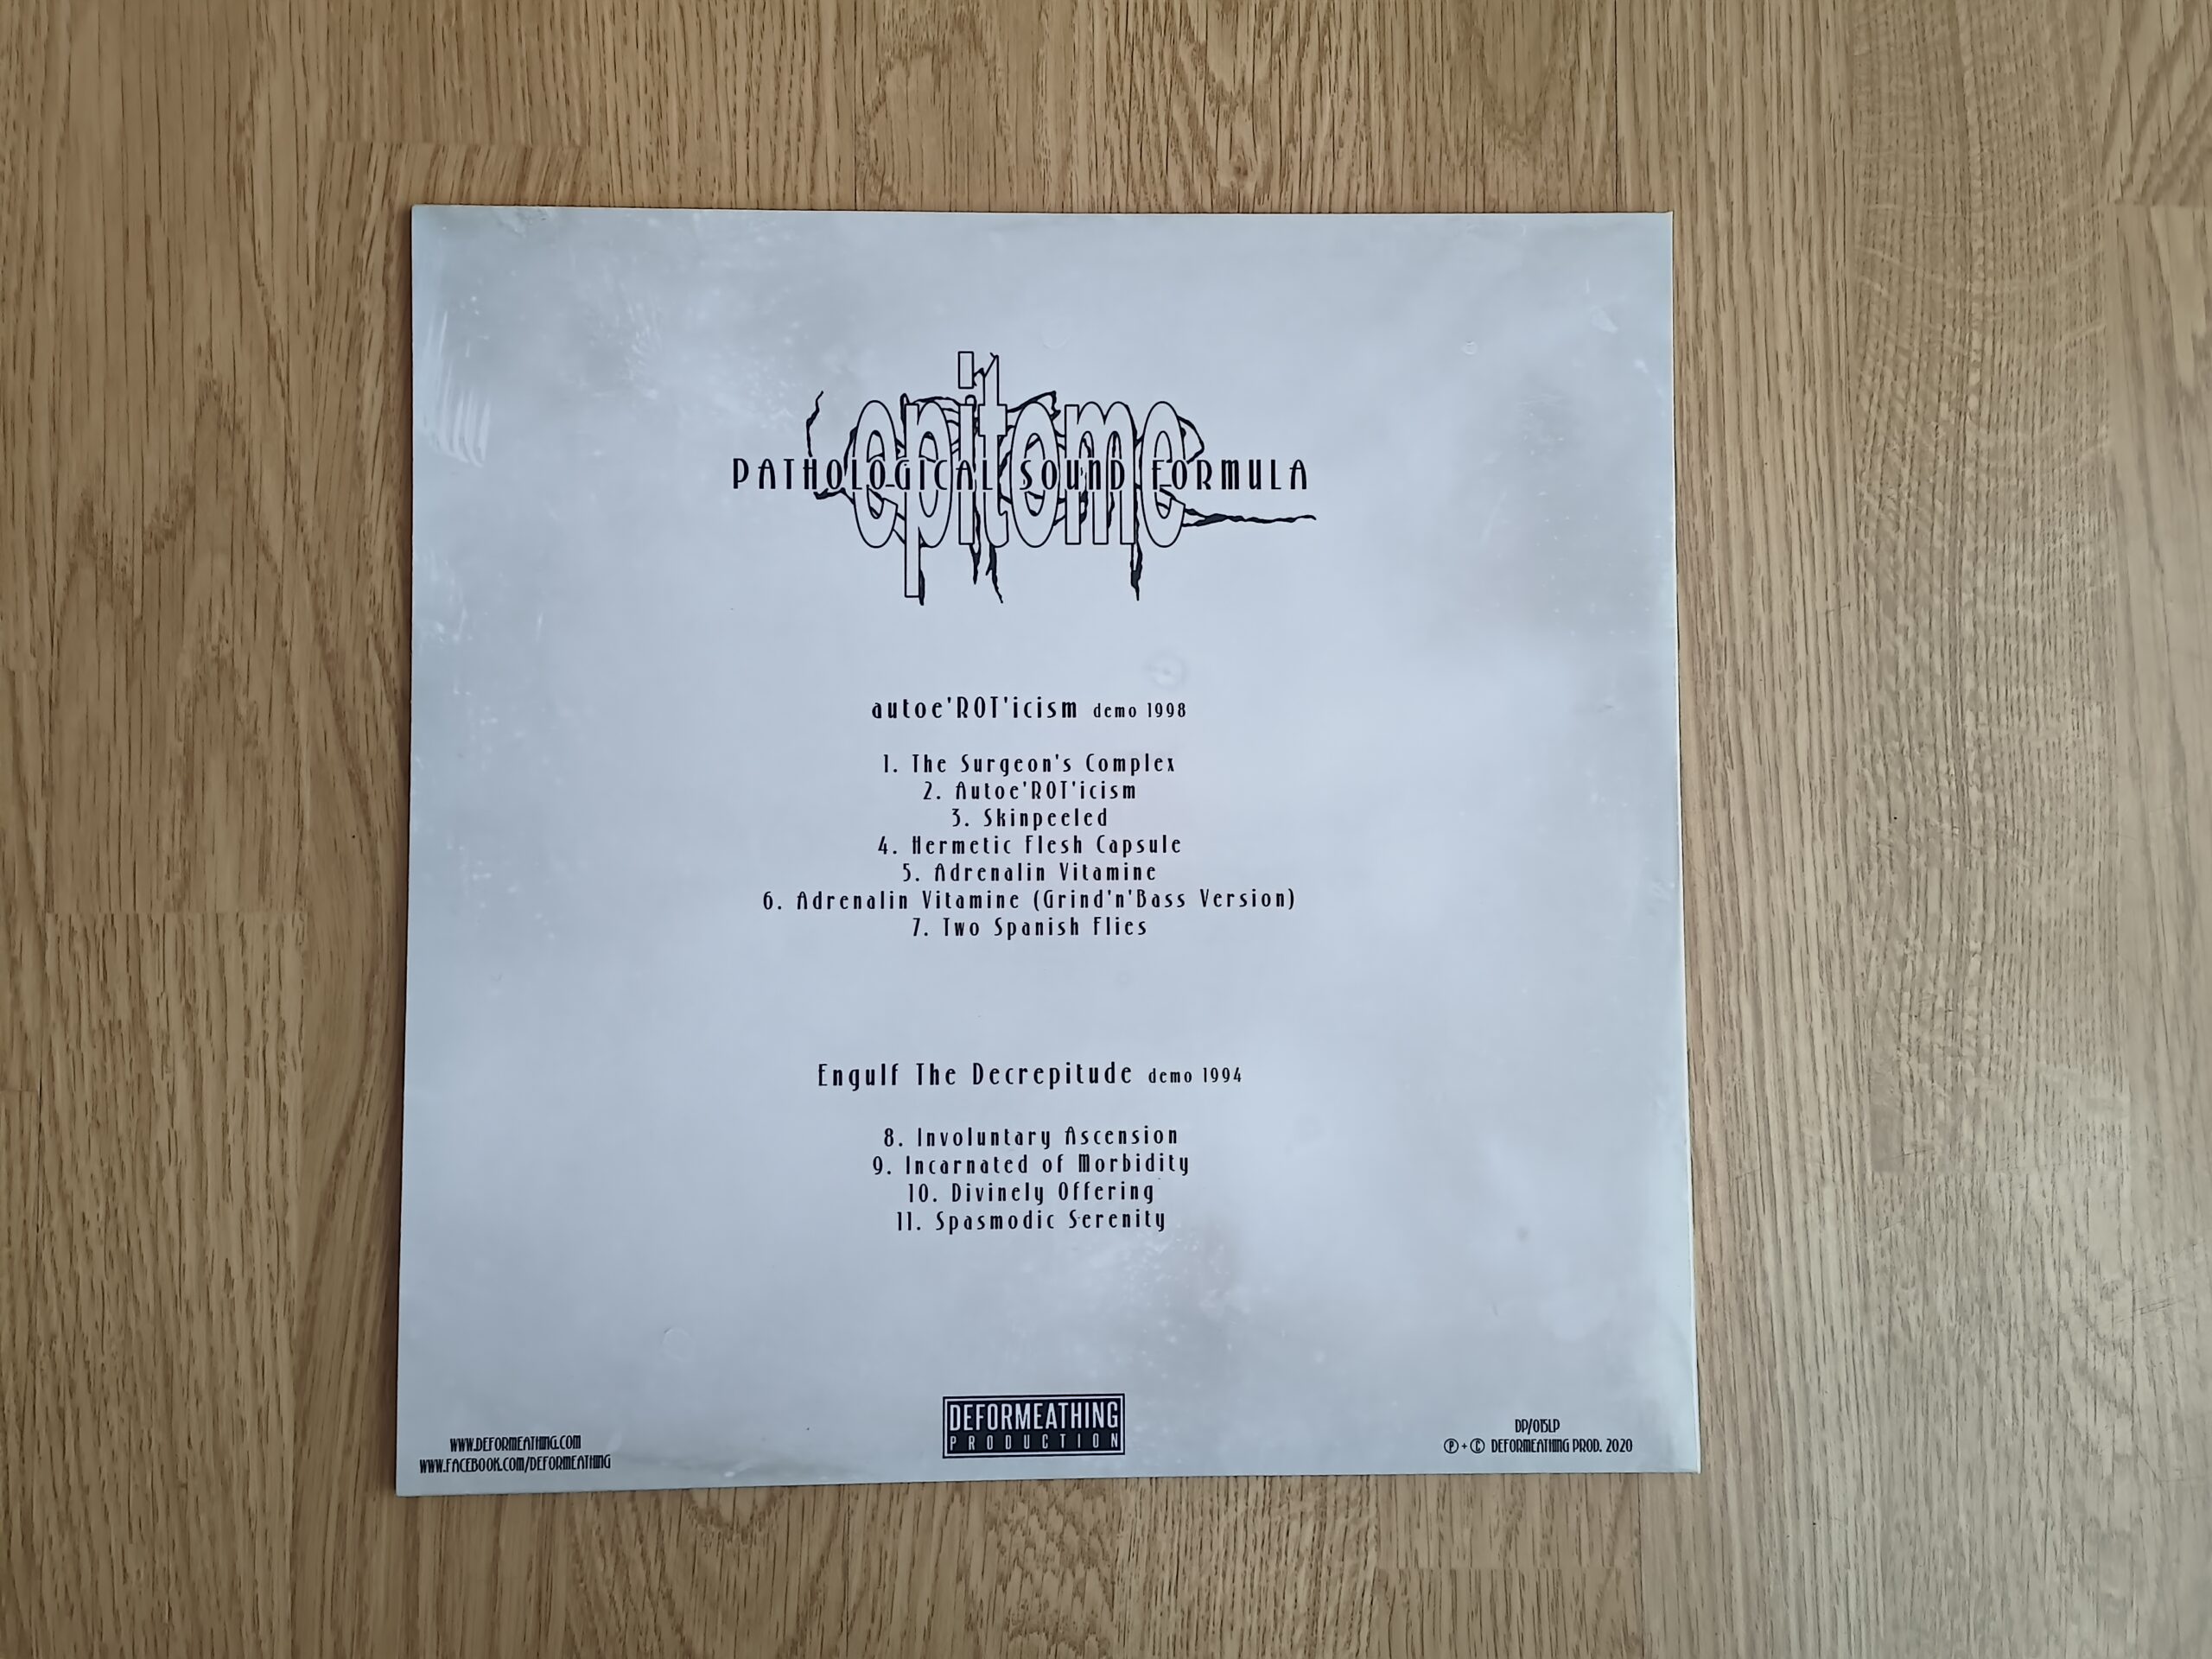 epitome
PATHOLOGICAL SOUND FORMULA
autoe'ROT'icism demo 1998
1. The Surgeon's Complex
2. Autoe'ROT'icism
3. Skinpeeled
4. Hermetic Flesh Capsule
5. Adrenalin Vitamine
6. Adrenalin Vitamine (Grind'n'Bass Version)
7. Two Spanish Flies
Engulf The Decrepitude demo 1994
8. Involuntary Ascension
9. Incarnated of Morbidity
10. Divinely Offering
11. Spasmodic Serenity
WWW.DEFORMEATHING.COM
WWW.FACEBOOK.COM/DEFORMEATHING
DEFORMEATHING
PRODUCTION
DP/015LP
Ⓟ + © DEFORMEATHING PROD. 2020